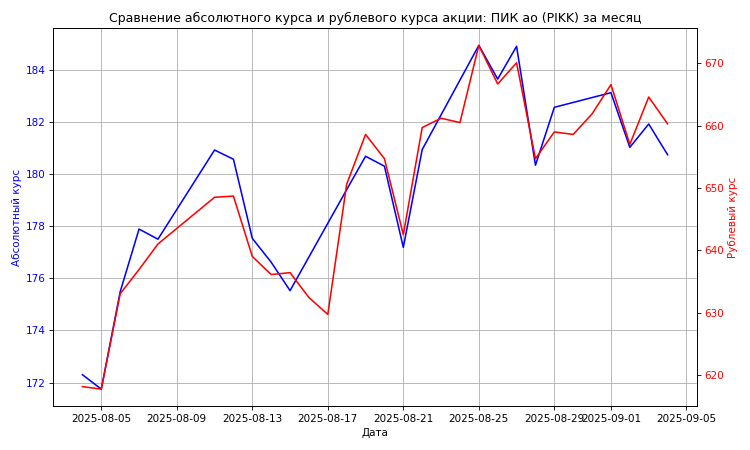 Сравнение абсолютного курса и рублевого курса акции: ПИК ао (PIKK) за месяц
184
182
180
178
176
174
172
Абсолютный курс
670
660
650
640
630
620
Рублевый курс
2025-08-05 2025-08-09 2025-08-13 2025-08-17 2025-08-21 2025-08-25 2025-08-29 2025-09-01 2025-09-05
Дата